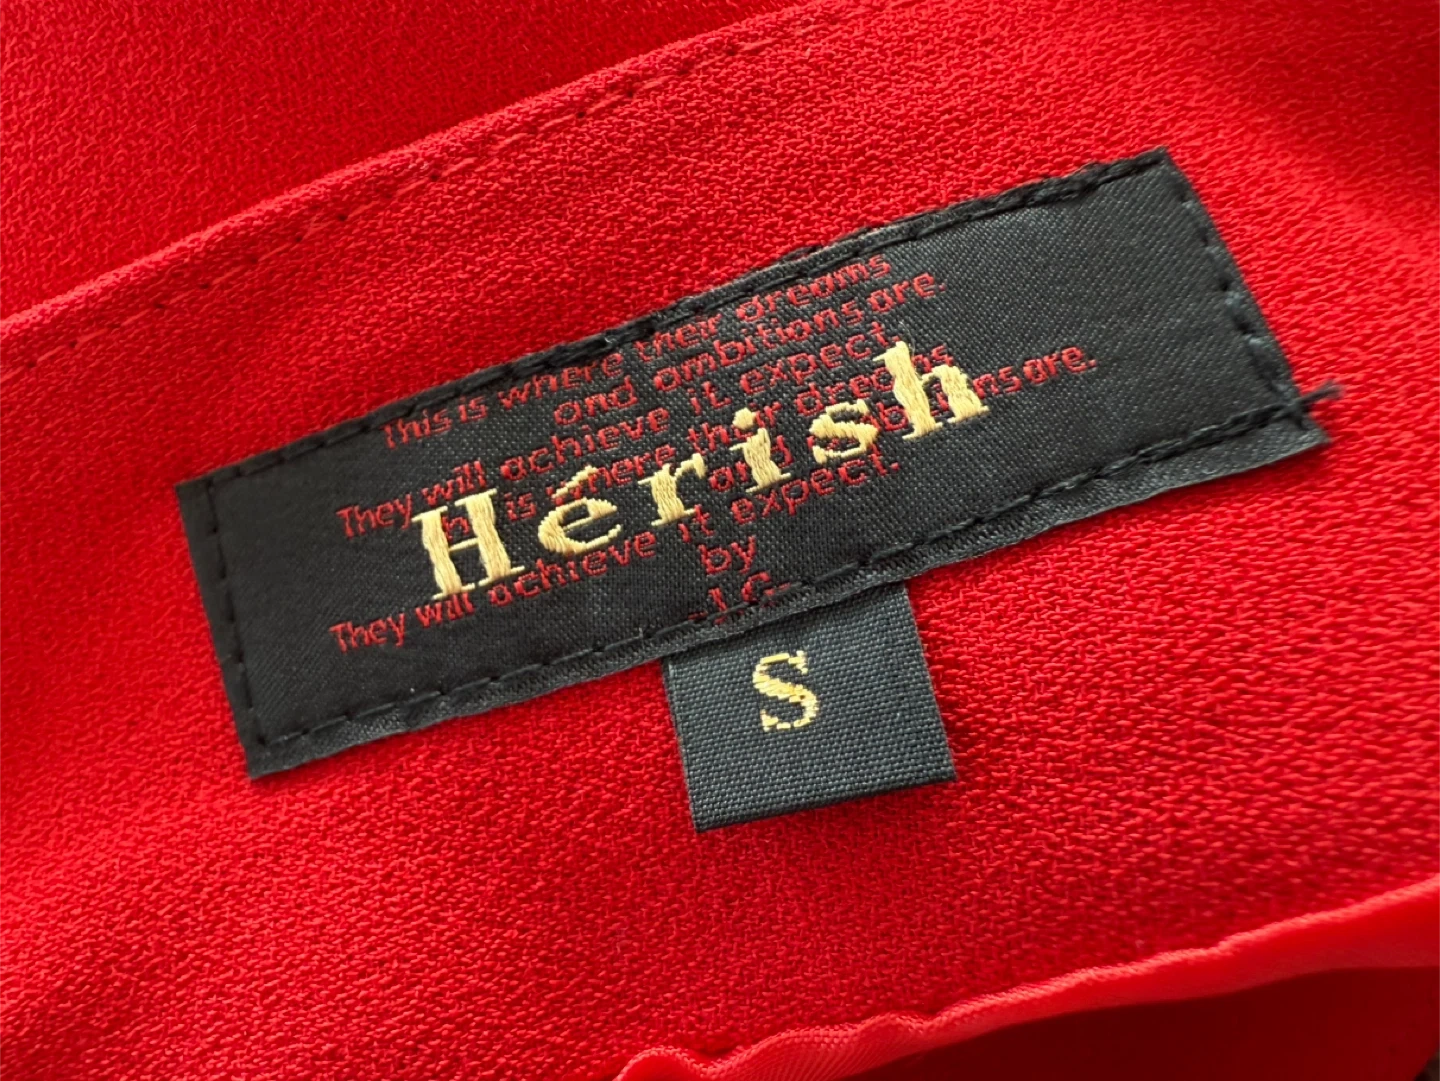 This is where their dreams
and ambitions are.
They will achieve it expect
Hérish
This is where their dreams
and ambitions are.
They will achieve it expect.
by
-J.C-
S